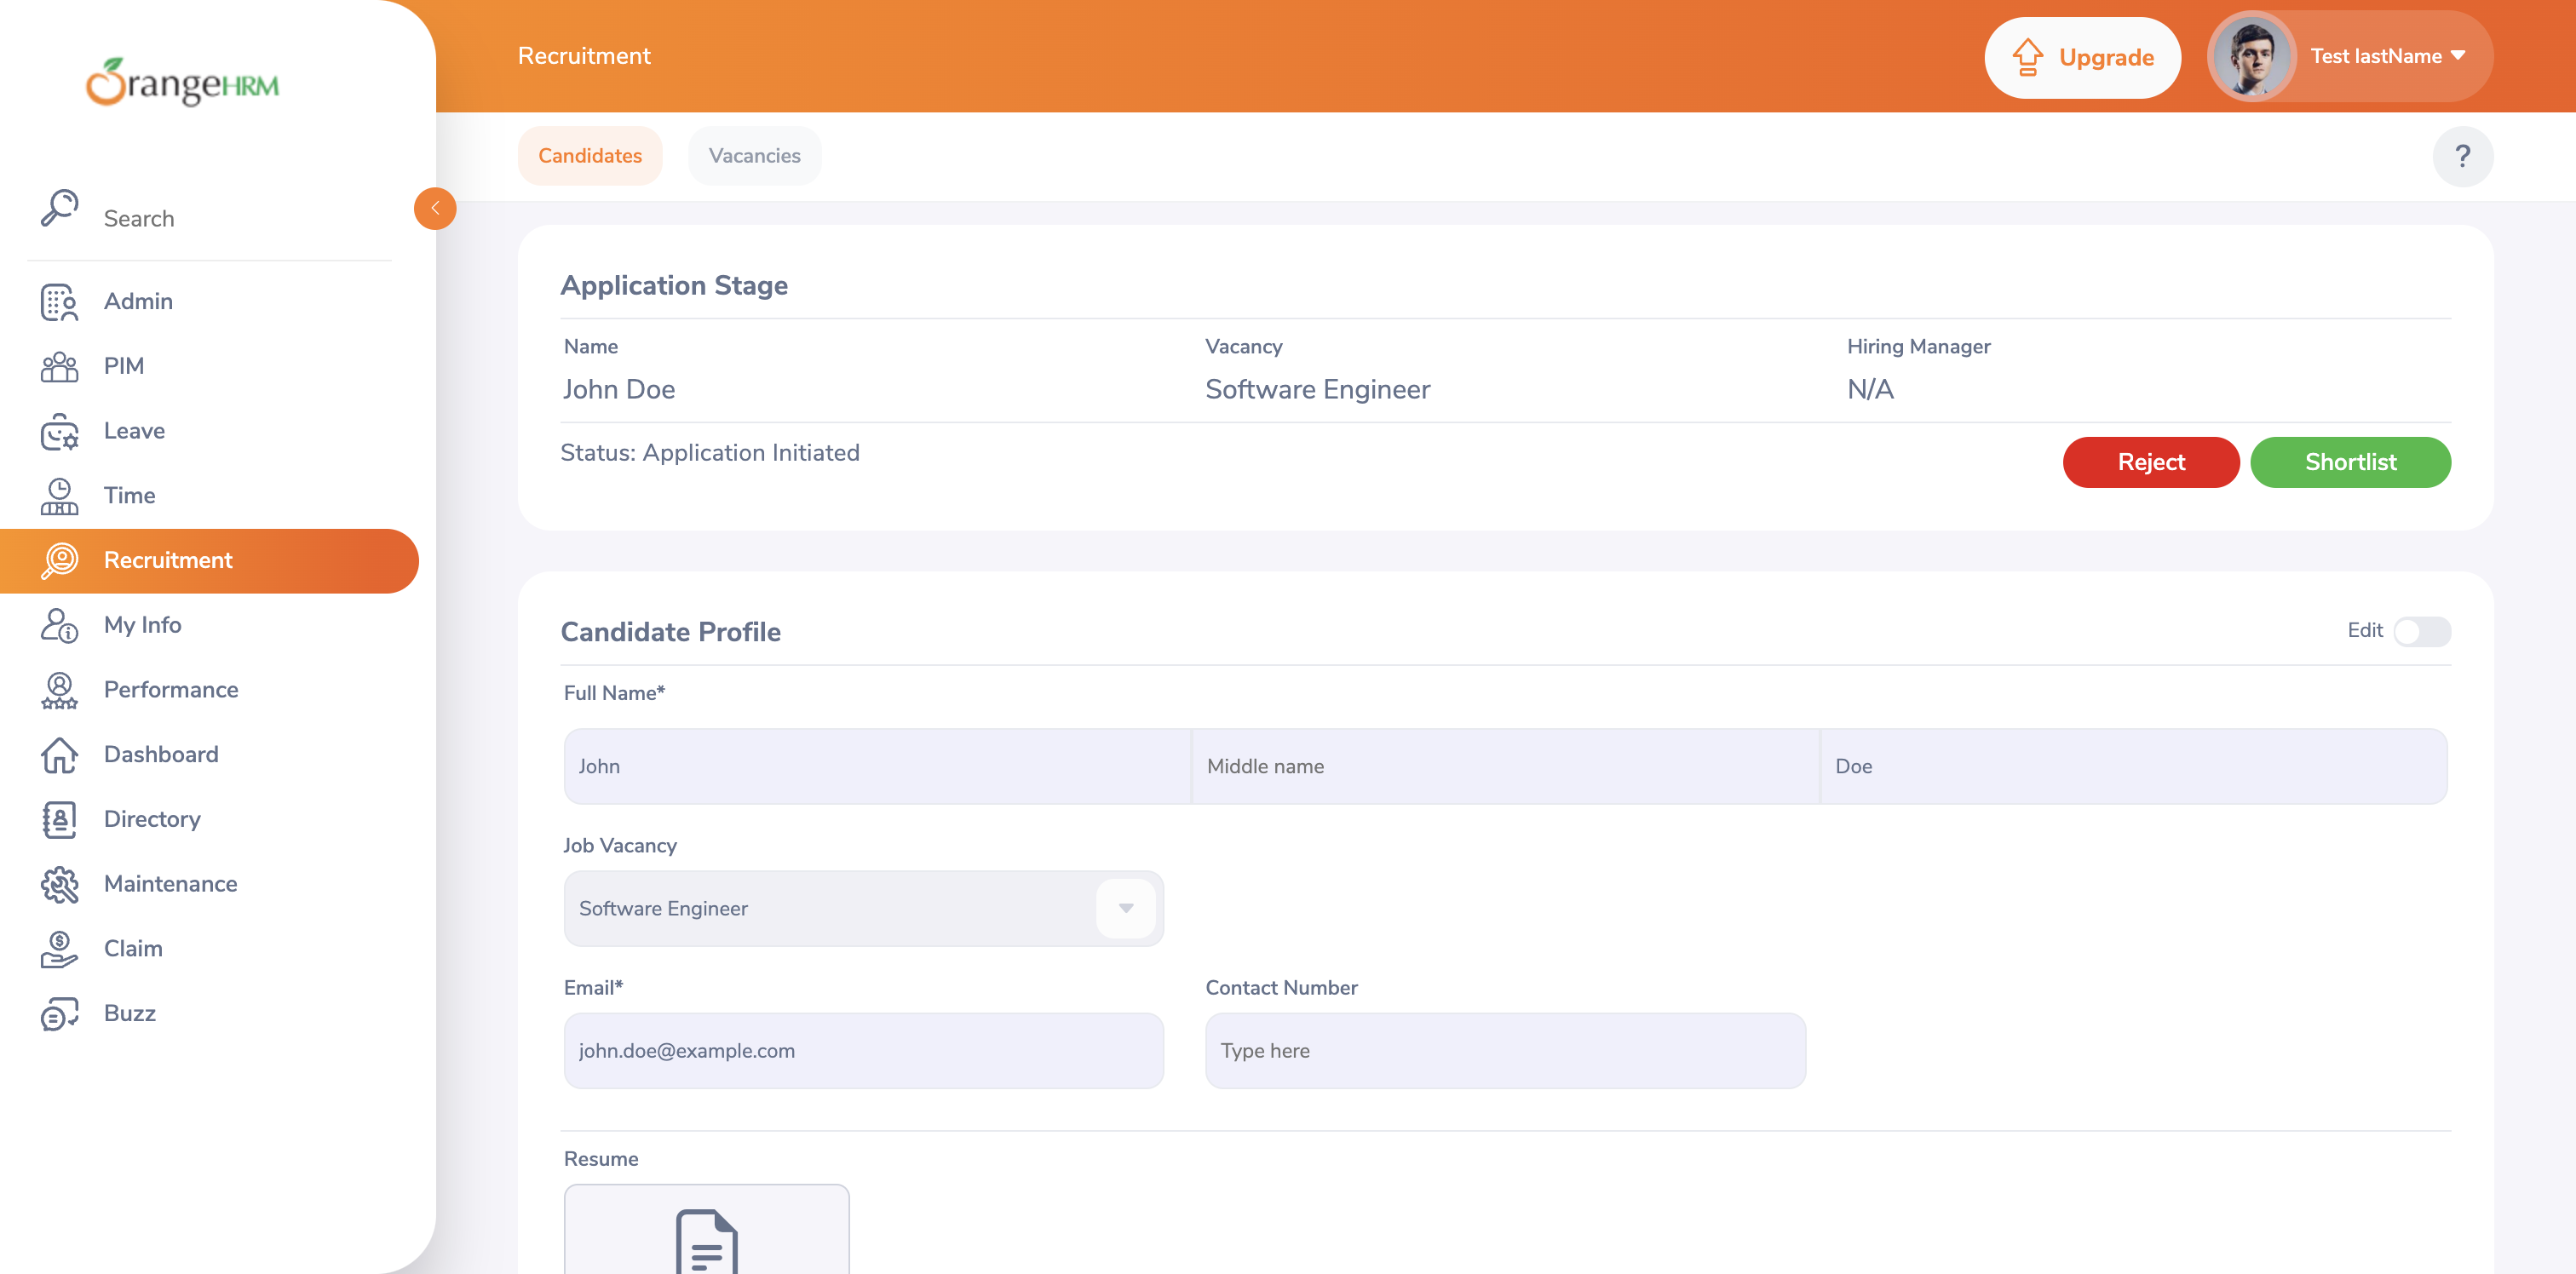 OrangeHRM
Search
Admin
PIM
Leave
Time
Recruitment
My Info
Performance
Dashboard
Directory
Maintenance
Claim
Buzz
Recruitment
Upgrade
Test lastName
Candidates
Vacancies
?
Application Stage
Name
Vacancy
Hiring Manager
John Doe
Software Engineer
N/A
Status: Application Initiated
Reject
Shortlist
Candidate Profile
Edit
Full Name*
John
Middle name
Doe
Job Vacancy
Software Engineer
Email*
Contact Number
john.doe@example.com
Type here
Resume